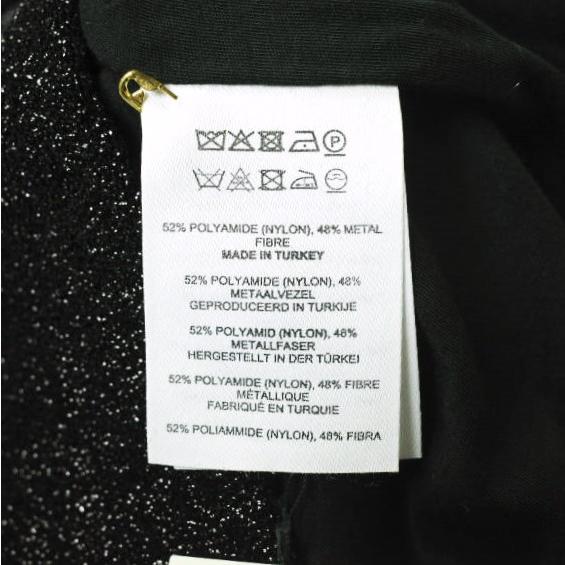 P
52% POLYAMIDE (NYLON), 48% METAL
FIBRE
MADE IN TURKEY
52% POLYAMIDE (NYLON), 48%
METAALVEZEL
GEPRODUCEERD IN TURKIJE
52% POLYAMID (NYLON), 48%
METALLFASER
HERGESTELLT IN DER TÜRKEI
52% POLYAMIDE (NYLON), 48% FIBRE
MÉTALLIQUE
FABRIQUÉ EN TURQUIE
52% POLIAMMIDE (NYLON), 48% FIBRA